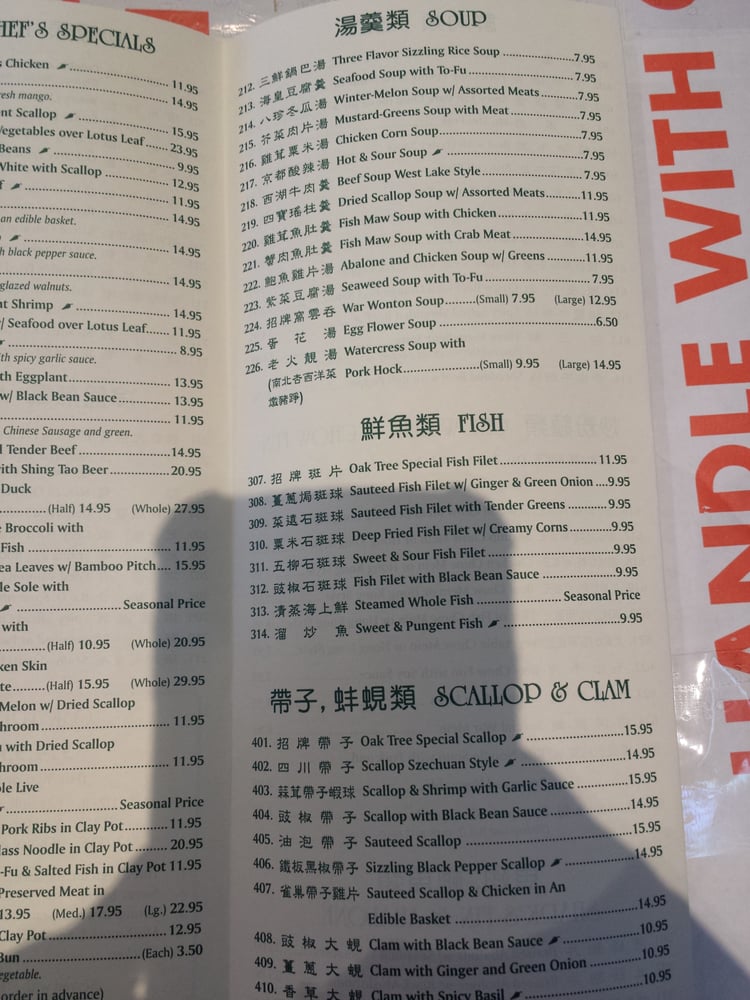 HEF'S SPECIALS
s Chicken
11.95
resh mango.
14.95
nt Scallop
15.95
Vegetables over Lotus Leaf 23.95
Beans
9.95
White with Scallop
12.95
f
11.95
an edible basket.
14.95
h black pepper sauce.
14.95
glazed walnuts.
14.95
nt Shrimp
14.95
/ Seafood over Lotus Leaf 11.95
8.95
ith spicy garlic sauce.
th Eggplant 13.95
w/ Black Bean Sauce 13.95
11.95
Chinese Sausage and green.
l Tender Beef 14.95
with Shing Tao Beer 20.95
Duck
(Half) 14.95 (Whole) 27.95
e Broccoli with
Fish 11.95
ea Leaves w/ Bamboo Pitch 15.95
le Sole with
Seasonal Price
with
(Half) 10.95 (Whole) 20.95
ken Skin
te (Half) 15.95 (Whole) 29.95
Melon w/ Dried Scallop
hroom 11.95
n with Dried Scallop
hroom 11.95
le Live
Seasonal Price
Pork Ribs in Clay Pot 11.95
lass Noodle in Clay Pot 20.95
-Fu & Salted Fish in Clay Pot 11.95
Preserved Meat in
13.95 (Med.) 17.95 (Lg.) 22.95
Clay Pot 12.95
Bun (Each) 3.50
egetable.
order in advance)
湯羹類 SOUP
212. 三鮮鍋巴湯 Three Flavor Sizzling Rice Soup 7.95
213. 海皇豆腐羹 Seafood Soup with To-Fu 7.95
214. 八珍冬瓜湯 Winter-Melon Soup w/ Assorted Meats 7.95
215. 芥菜肉片湯 Mustard-Greens Soup with Meat 7.95
216. 雞茸粟米湯 Chicken Corn Soup 7.95
217. 京都酸辣湯 Hot & Sour Soup 7.95
218. 西湖牛肉羹 Beef Soup West Lake Style 7.95
219. 四寶瑤柱羹 Dried Scallop Soup w/ Assorted Meats 11.95
220. 雞茸魚肚羹 Fish Maw Soup with Chicken 11.95
221. 蟹肉魚肚羹 Fish Maw Soup with Crab Meat 14.95
222. 鮑魚雞片湯 Abalone and Chicken Soup w/ Greens 11.95
223. 紫菜豆腐湯 Seaweed Soup with To-Fu 7.95
224. 招牌窩雲吞 War Wonton Soup (Small) 7.95 (Large) 12.95
225. 蛋花湯 Egg Flower Soup 6.50
226. 老火靚湯 Watercress Soup with
(南北杏西洋菜 Pork Hock (Small) 9.95 (Large) 14.95
燉豬踭)
鮮魚類 FISH
307. 招牌斑片 Oak Tree Special Fish Filet 11.95
308. 薑蔥焗斑球 Sauteed Fish Filet w/ Ginger & Green Onion 9.95
309. 菜遠石斑球 Sauteed Fish Filet with Tender Greens 9.95
310. 粟米石斑球 Deep Fried Fish Filet w/ Creamy Corns 9.95
311. 五柳石斑球 Sweet & Sour Fish Filet 9.95
312. 豉椒石斑球 Fish Filet with Black Bean Sauce 9.95
313. 清蒸海上鮮 Steamed Whole Fish Seasonal Price
314. 溜炒魚 Sweet & Pungent Fish 9.95
帶子, 蚌蜆類 SCALLOP & CLAM
401. 招牌帶子 Oak Tree Special Scallop 15.95
402. 四川帶子 Scallop Szechuan Style 14.95
403. 蒜茸帶子蝦球 Scallop & Shrimp with Garlic Sauce 15.95
404. 豉椒帶子 Scallop with Black Bean Sauce 14.95
405. 油泡帶子 Sauteed Scallop 15.95
406. 鐵板黑椒帶子 Sizzling Black Pepper Scallop 14.95
407. 雀巢帶子雞片 Sauteed Scallop & Chicken in An
Edible Basket 14.95
408. 豉椒大蜆 Clam with Black Bean Sauce 10.95
409. 薑蔥大蜆 Clam with Ginger and Green Onion 10.95
410. 香草大蜆 Clam with Spicy Basil 10.95
HANDLE WITH